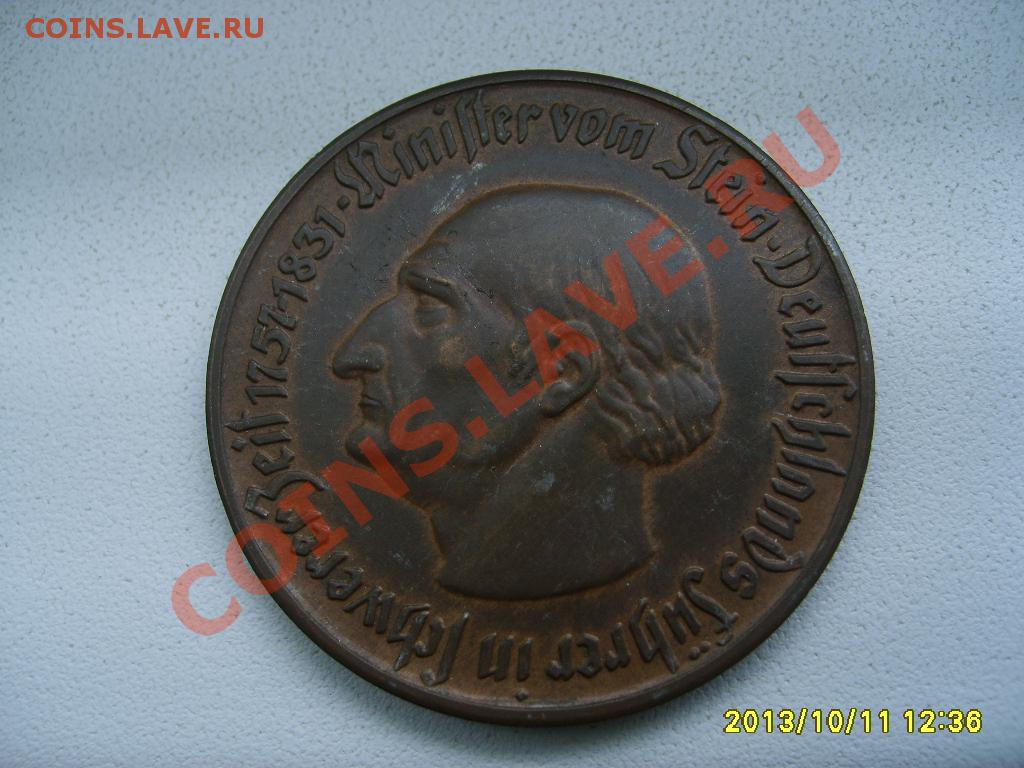 COINS.LAVE.RU
Minister vom Stein · Deutschlands Führer in schwerer Zeit 1757·1831 ·
COINS.LAVE.RU
2013/10/11 12:36